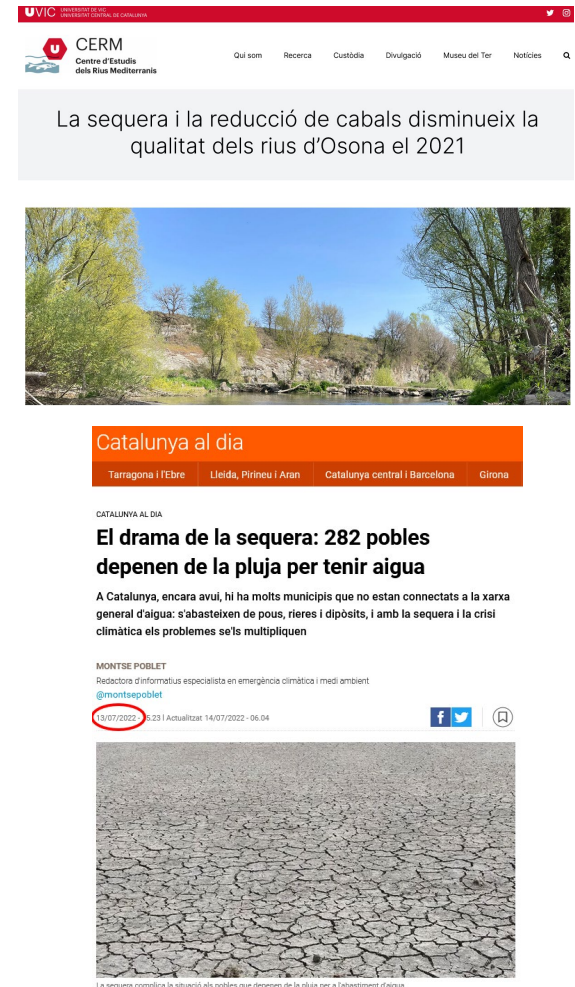 UVIC UNIVERSITAT DE VIC
UNIVERSITAT CENTRAL DE CATALUNYA
CERM
Centre d'Estudis
dels Rius Mediterranis
Qui som Recerca Custòdia Divulgació Museu del Ter Notícies
La sequera i la reducció de cabals disminueix la
qualitat dels rius d'Osona el 2021
Catalunya al dia
Tarragona i l'Ebre Lleida, Pirineu i Aran Catalunya central i Barcelona Girona
CATALUNYA AL DIA
El drama de la sequera: 282 pobles
depenen de la pluja per tenir aigua
A Catalunya, encara avui, hi ha molts municipis que no estan connectats a la xarxa
general d'aigua: s'abasteixen de pous, rieres i dipòsits, i amb la sequera i la crisi
climàtica els problemes se'ls multipliquen
MONTSE POBLET
Redactora d'informatius especialista en emergència climàtica i medi ambient
@montsepoblet
13/07/2022 - 5.23 | Actualitzat 14/07/2022 - 06.04
La sequera complica la situació als pobles que depenen de la pluja per a l'abastiment d'aigua